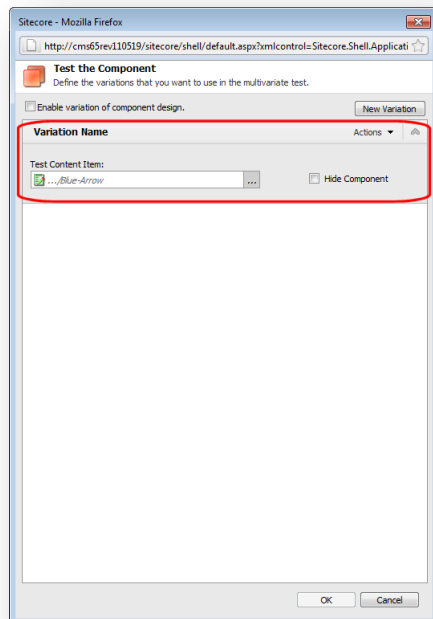 Sitecore - Mozilla Firefox
http://cms65rev110519/sitecore/shell/default.aspx?xmlcontrol=Sitecore.Shell.Applicati
Test the Component
Define the variations that you want to use in the multivariate test.
Enable variation of component design.
New Variation
Variation Name
Actions
Test Content Item:
.../Blue-Arrow
...
Hide Component
OK
Cancel